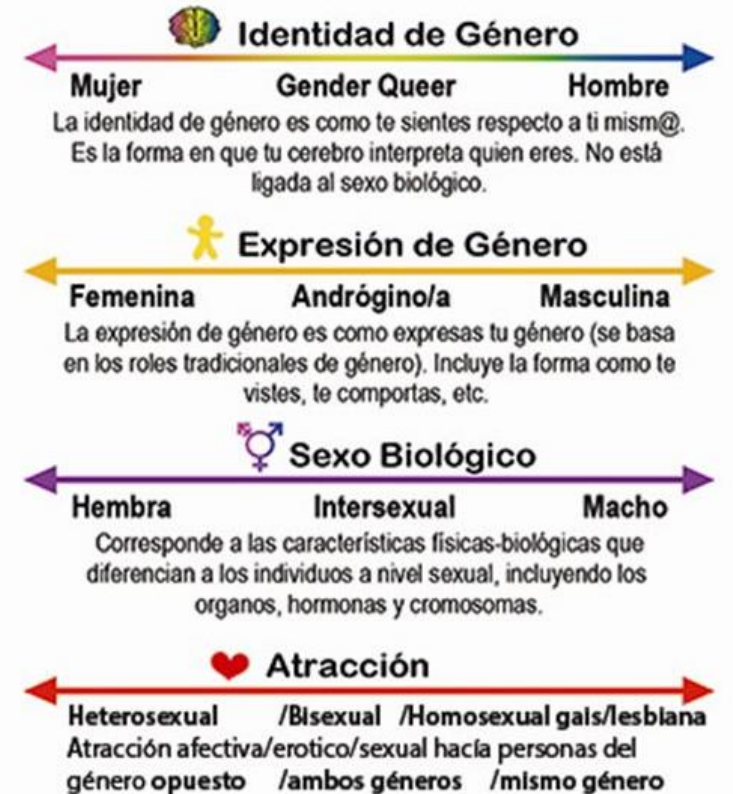 Identidad de Género
Mujer Gender Queer Hombre
La identidad de género es como te sientes respecto a ti mism@.
Es la forma en que tu cerebro interpreta quien eres. No está
ligada al sexo biológico.
Expresión de Género
Femenina Andrógino/a Masculina
La expresión de género es como expresas tu género (se basa
en los roles tradicionales de género). Incluye la forma como te
vistes, te comportas, etc.
Sexo Biológico
Hembra Intersexual Macho
Corresponde a las características físicas-biológicas que
diferencian a los individuos a nivel sexual, incluyendo los
organos, hormonas y cromosomas.
Atracción
Heterosexual /Bisexual /Homosexual gais/lesbiana
Atracción afectiva/erotico/sexual hacía personas del
género opuesto /ambos géneros /mismo género